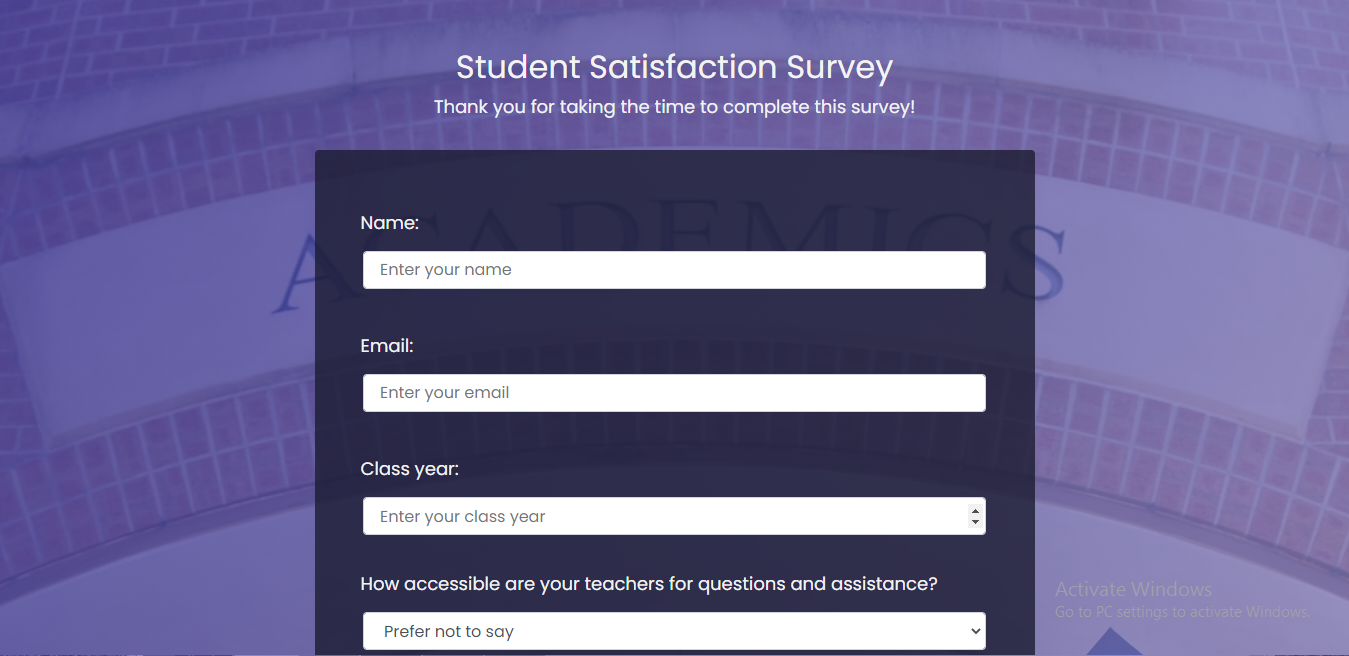 Student Satisfaction Survey
Thank you for taking the time to complete this survey!
ACADEMICS
Name:
Enter your name
Email:
Enter your email
Class year:
Enter your class year
How accessible are your teachers for questions and assistance?
Prefer not to say
Activate Windows
Go to PC settings to activate Windows.